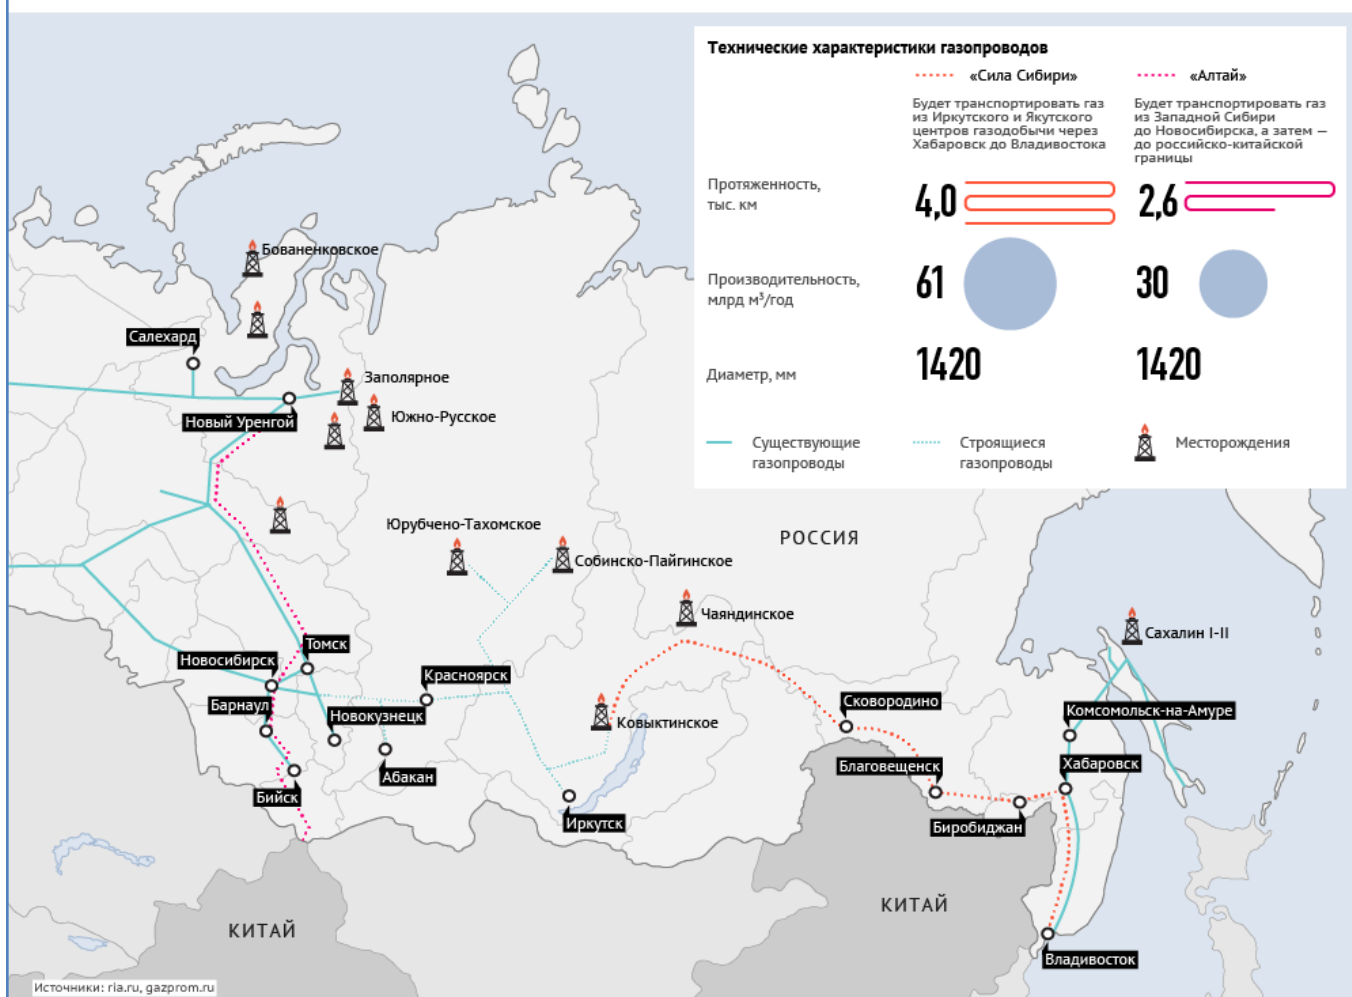 Технические характеристики газопроводов
«Сила Сибири»
«Алтай»
Будет транспортировать газ
из Иркутского и Якутского
центров газодобычи через
Хабаровск до Владивостока
Будет транспортировать газ
из Западной Сибири
до Новосибирска, а затем —
до российско-китайской
границы
Протяженность,
тыс. км
4,0
2,6
Производительность,
млрд м³/год
61
30
Диаметр, мм
1420
1420
Существующие
газопроводы
Строящиеся
газопроводы
Месторождения
Бованенковское
Салехард
Заполярное
Южно-Русское
Новый Уренгой
Юрубчено-Тахомское
Собинско-Пайгинское
РОССИЯ
Чаяндинское
Сахалин I-II
Томск
Новосибирск
Красноярск
Барнаул
Новокузнецк
Ковыктинское
Сковородино
Комсомольск-на-Амуре
Абакан
Благовещенск
Хабаровск
Бийск
Иркутск
Биробиджан
КИТАЙ
КИТАЙ
Владивосток
Источники: ria.ru, gazprom.ru